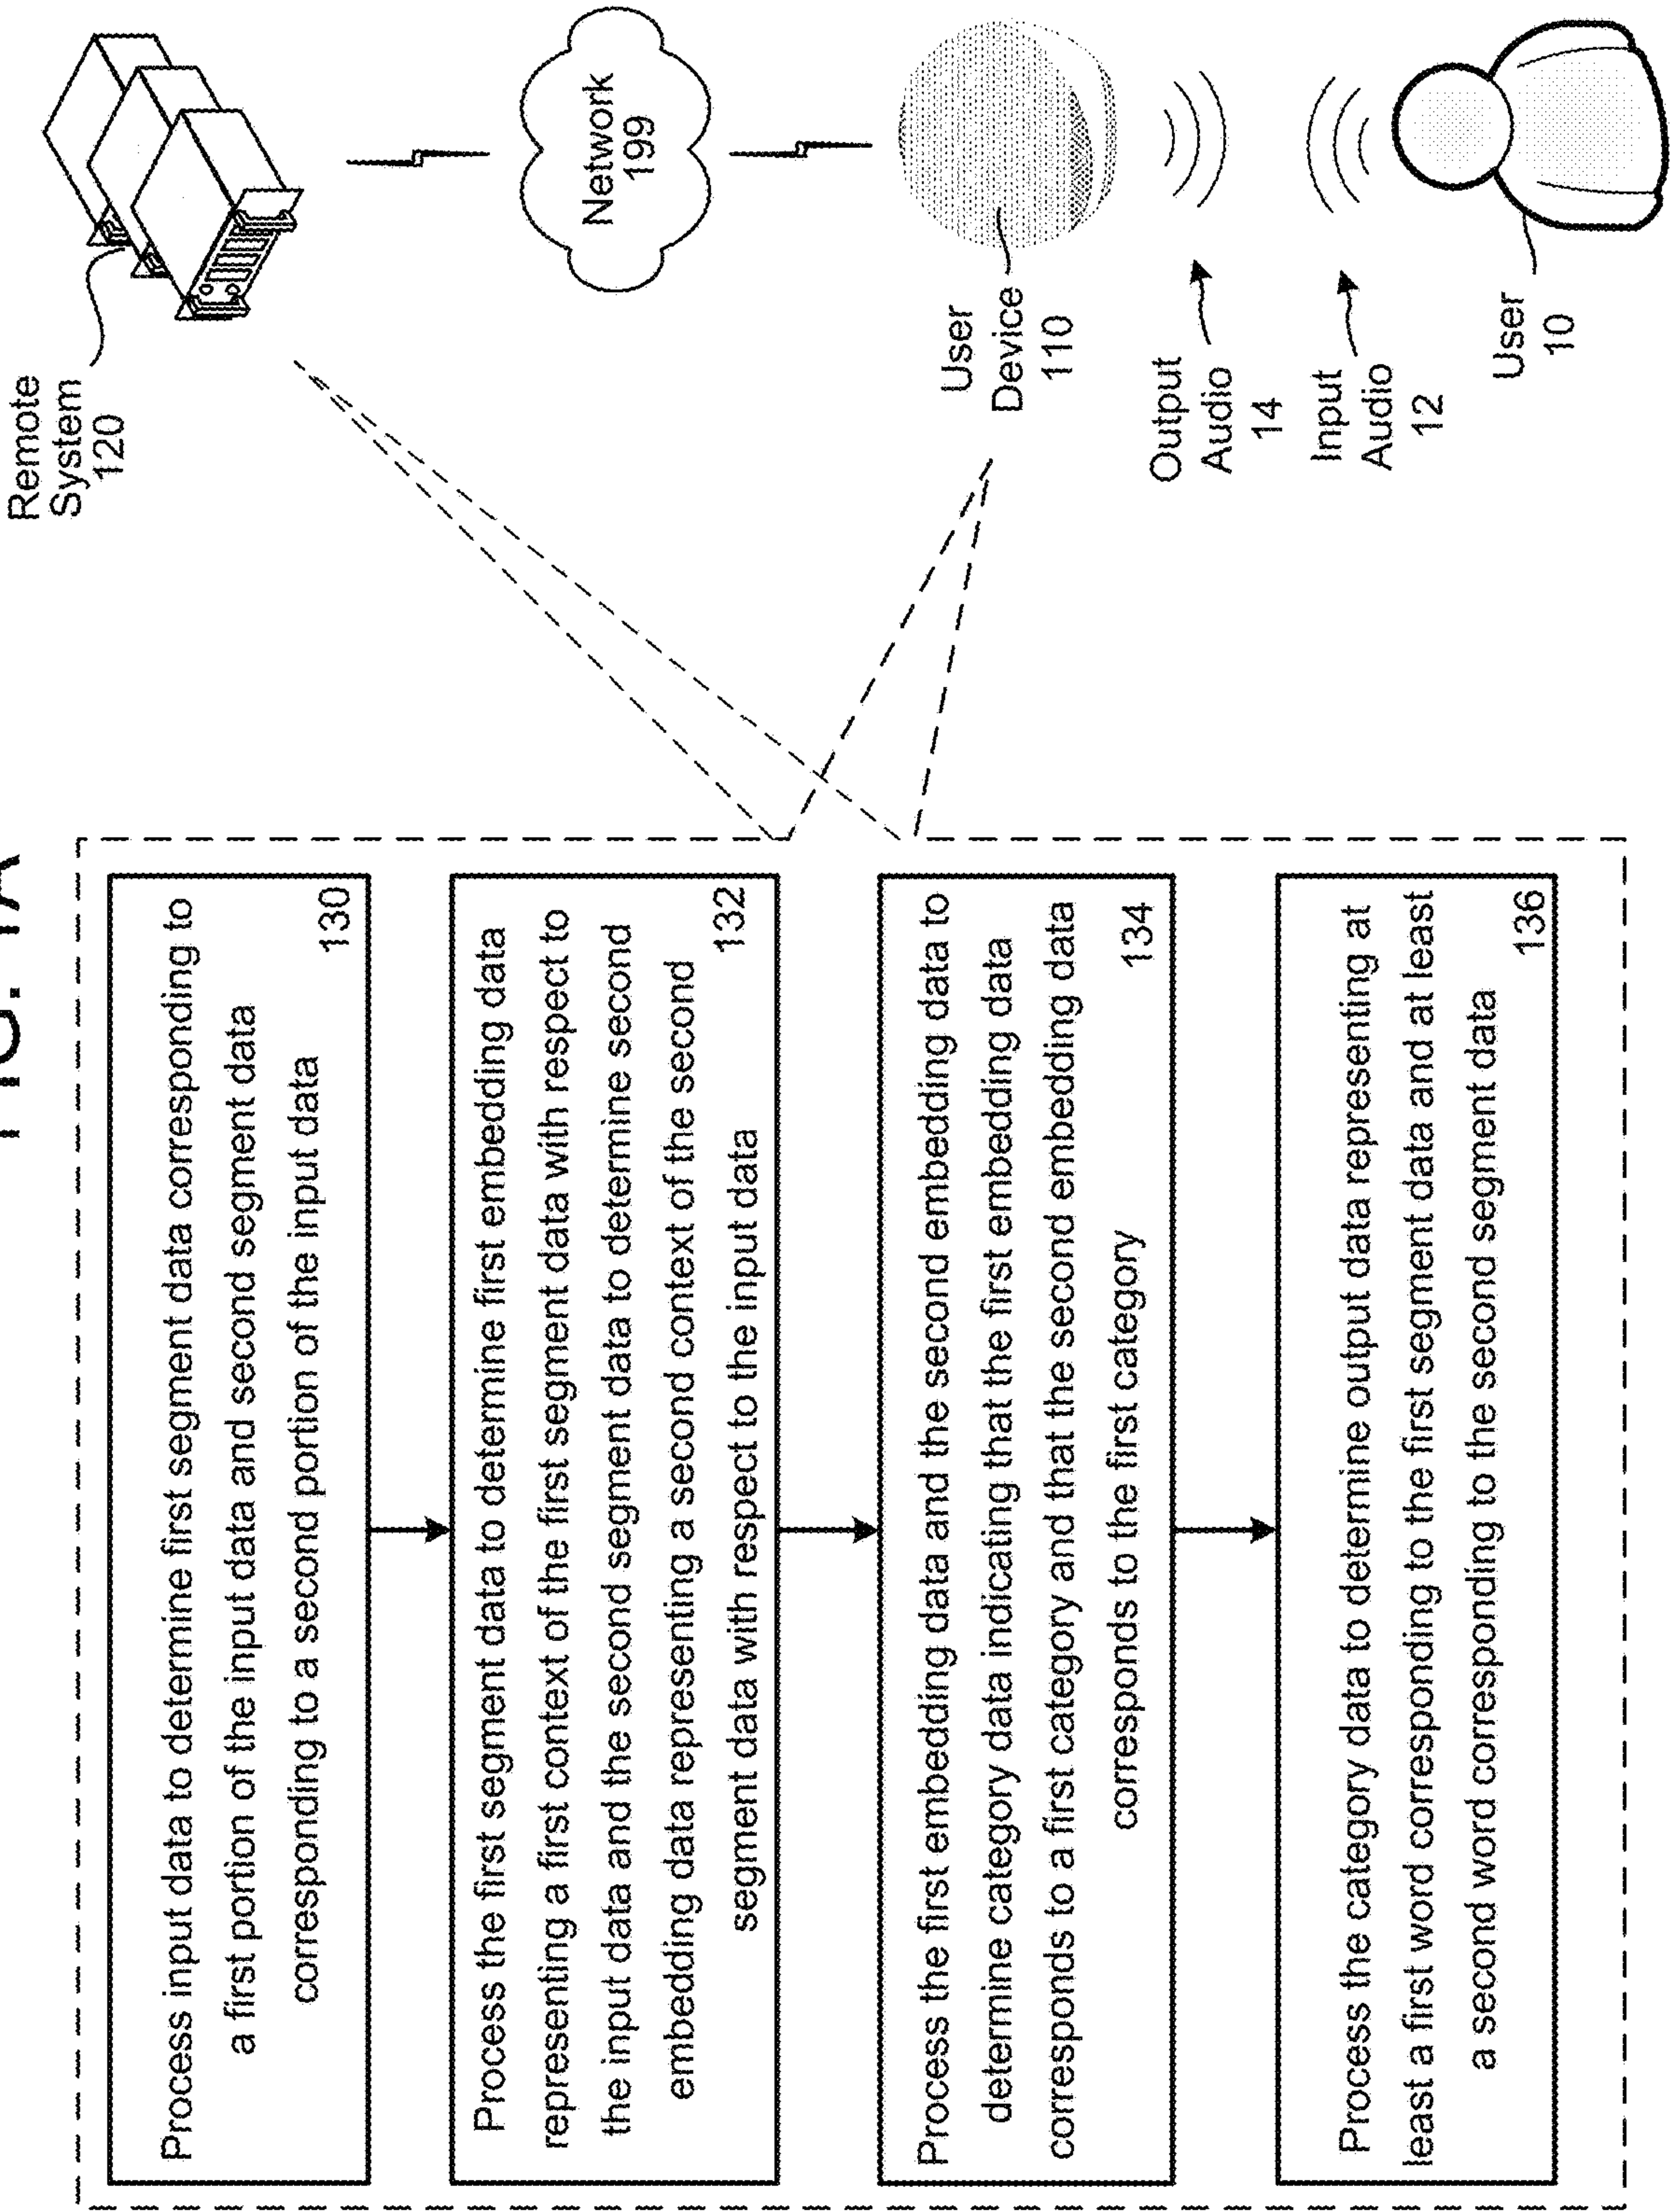 FIG. 1A
Process input data to determine first segment data corresponding to
a first portion of the input data and second segment data
corresponding to a second portion of the input data
130
Process the first segment data to determine first embedding data
representing a first context of the first segment data with respect to
the input data and the second segment data to determine second
embedding data representing a second context of the second
segment data with respect to the input data
132
Process the first embedding data and the second embedding data to
determine category data indicating that the first embedding data
corresponds to a first category and that the second embedding data
corresponds to the first category
134
Process the category data to determine output data representing at
least a first word corresponding to the first segment data and at least
a second word corresponding to the second segment data
136
Remote
System
120
Network
199
User
Device
110
Output
Audio
14
Input
Audio
12
User
10